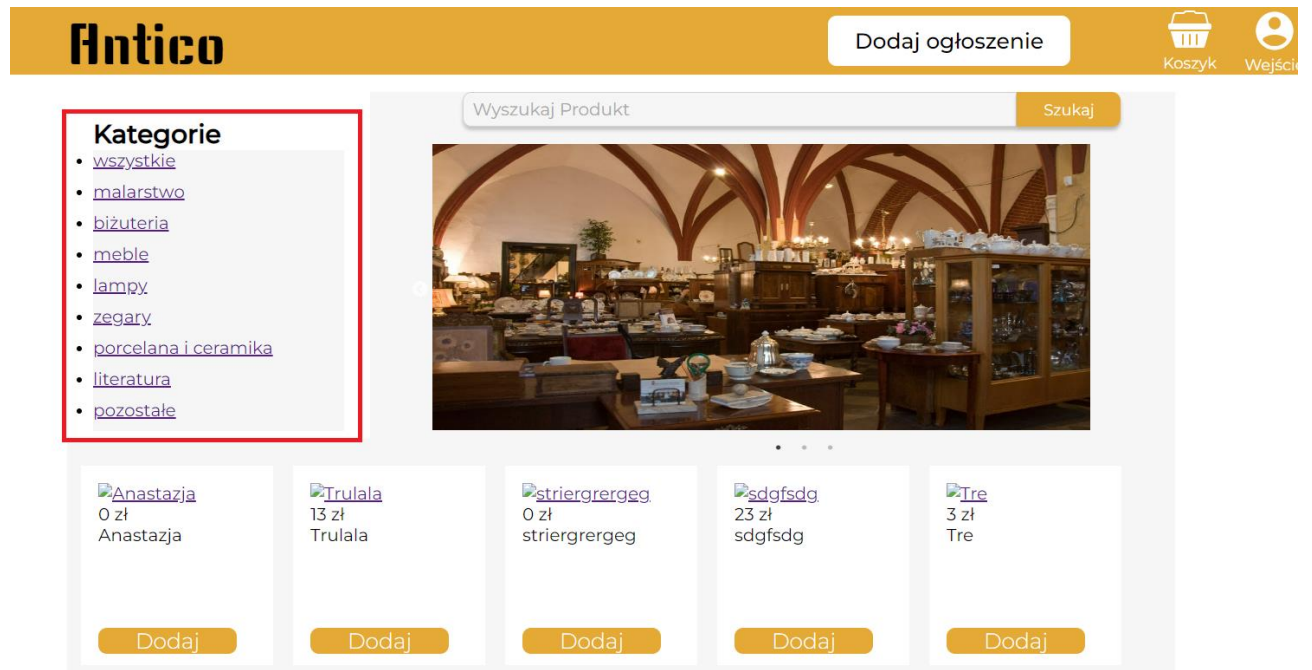 Antico
Dodaj ogłoszenie
Koszyk
Wejście
Wyszukaj Produkt
Szukaj
Kategorie
wszystkie
malarstwo
biżuteria
meble
lampy
zegary
porcelana i ceramika
literatura
pozostałe
Anastazja
0 zł
Anastazja
Dodaj
Trulala
13 zł
Trulala
Dodaj
striergrergeg
0 zł
striergrergeg
Dodaj
sdgfsdg
23 zł
sdgfsdg
Dodaj
Tre
3 zł
Tre
Dodaj